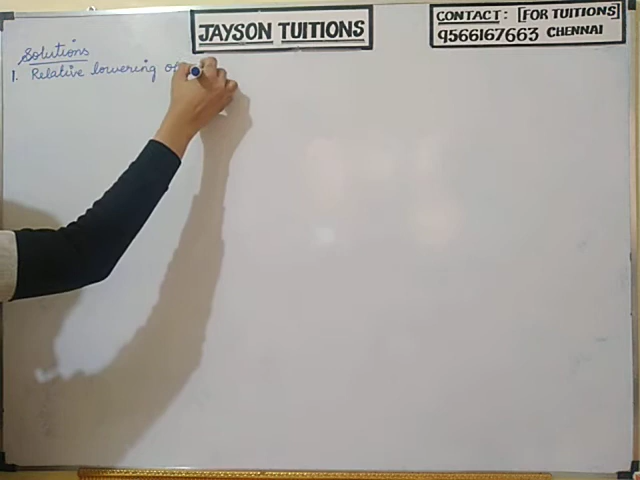 JAYSON TUITIONS
CONTACT: [FOR TUITIONS]
9566167663 CHENNAI
Solutions
1. Relative lowering of